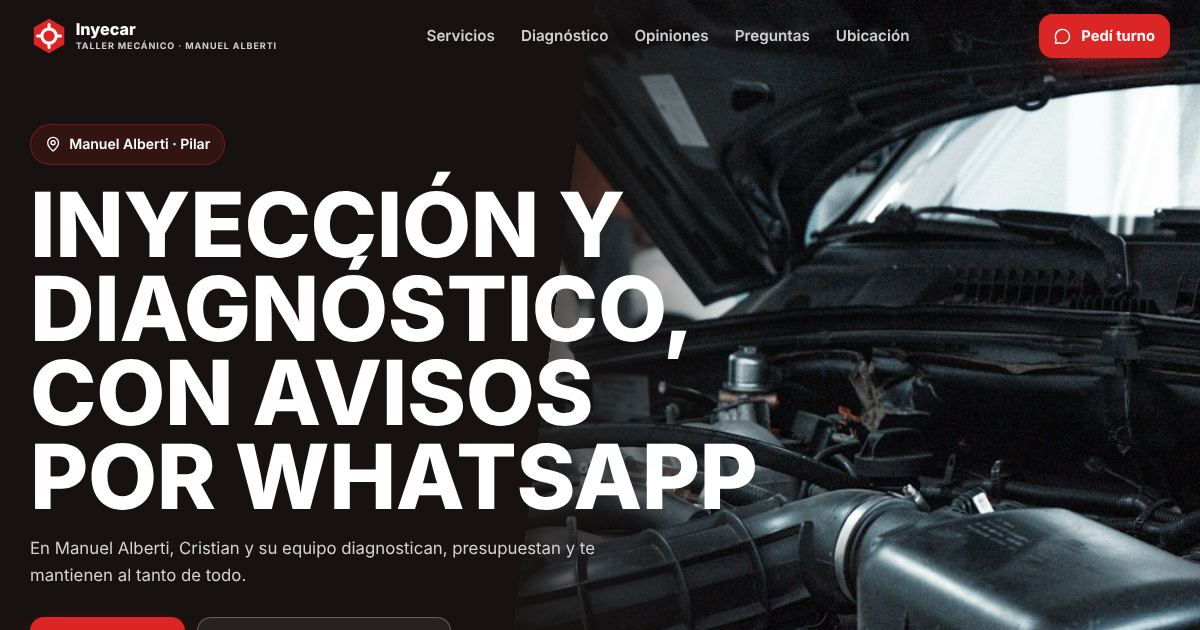 Inyecar
TALLER MECÁNICO · MANUEL ALBERTI
Servicios
Diagnóstico
Opiniones
Preguntas
Ubicación
Pedí turno
Manuel Alberti · Pilar
INYECCIÓN Y
DIAGNÓSTICO,
CON AVISOS
POR WHATSAPP
En Manuel Alberti, Cristian y su equipo diagnostican, presupuestan y te
mantienen al tanto de todo.